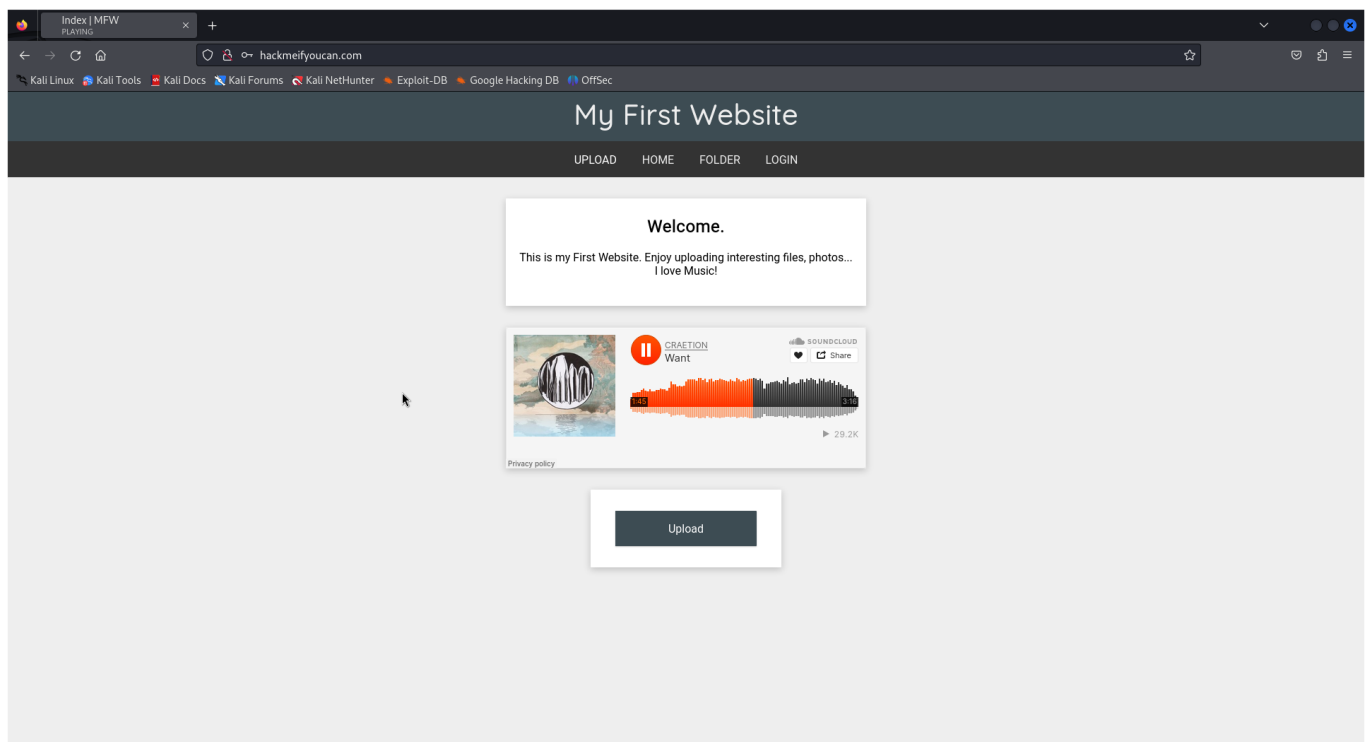 Index | MFW
PLAYING
hackmeifyoucan.com
Kali Linux Kali Tools Kali Docs Kali Forums Kali NetHunter Exploit-DB Google Hacking DB OffSec
My First Website
UPLOAD HOME FOLDER LOGIN
Welcome.
This is my First Website. Enjoy uploading interesting files, photos...
I love Music!
CRAETION
Want
SOUNDCLOUD
Share
1:45 3:16
29.2K
Privacy policy
Upload